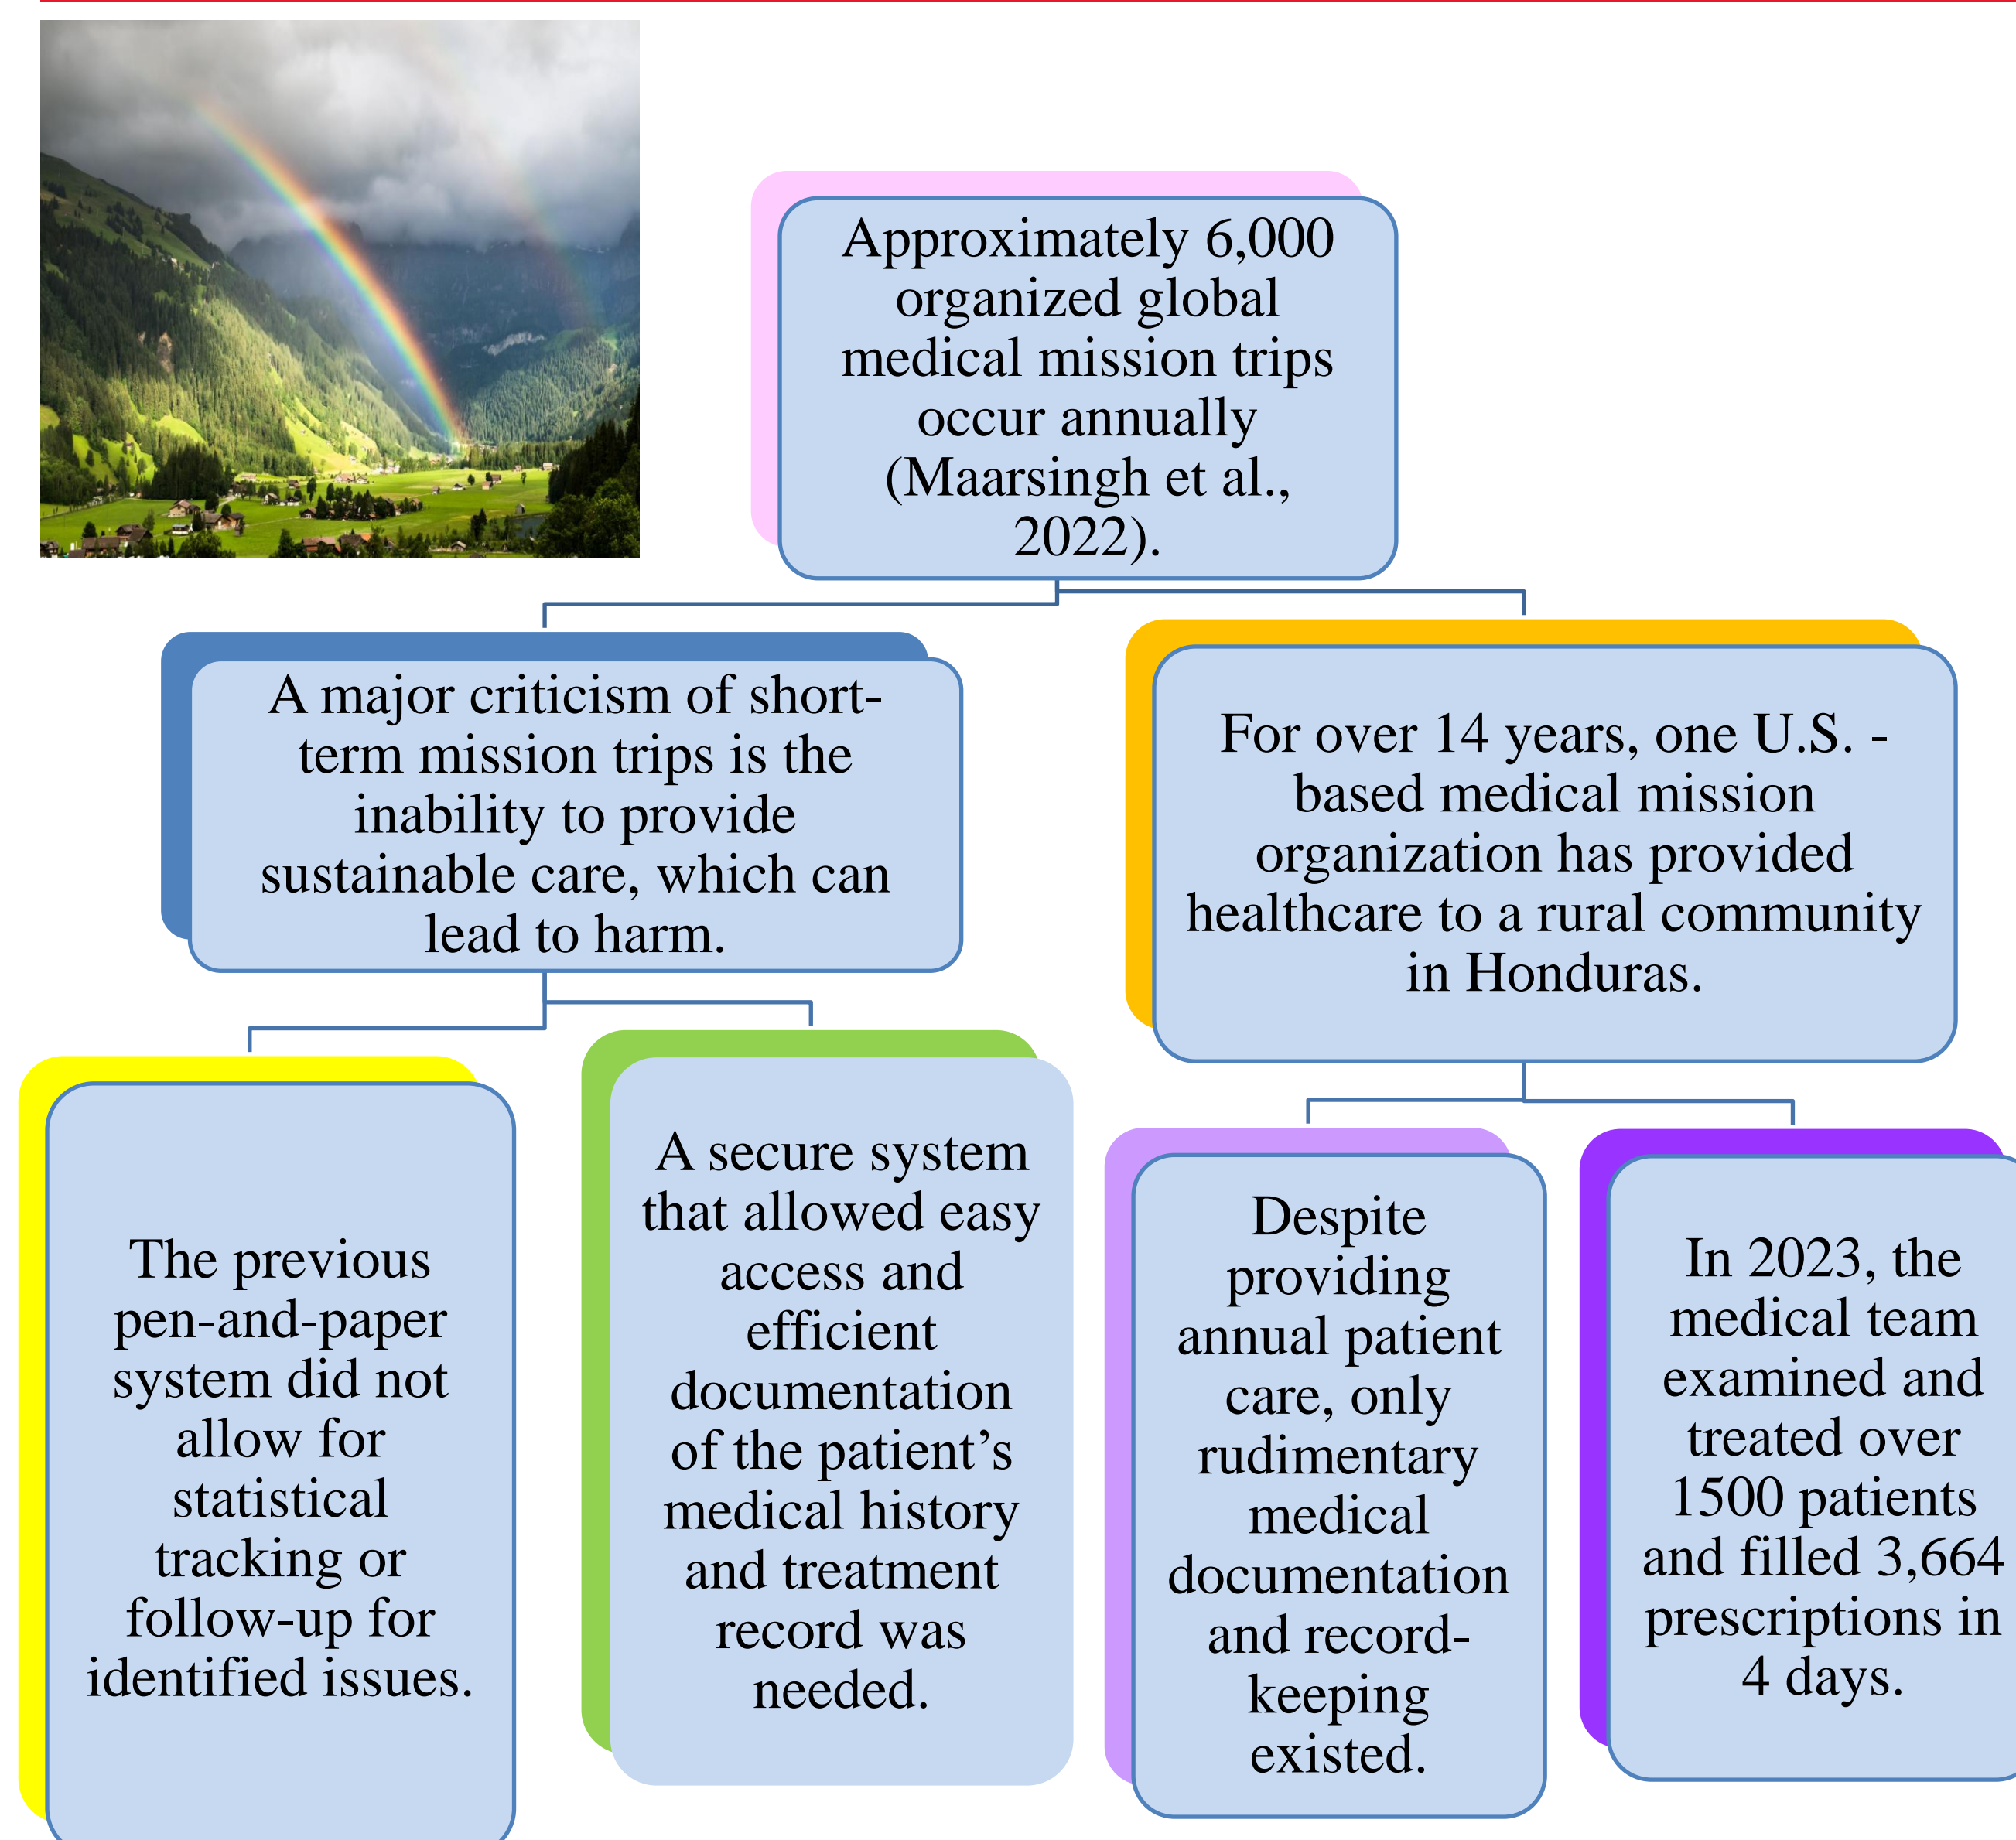 Approximately 6,000
organized global
medical mission trips
occur annually
(Maarsingh et al.,
2022).
A major criticism of short-
term mission trips is the
inability to provide
sustainable care, which can
lead to harm.
For over 14 years, one U.S. -
based medical mission
organization has provided
healthcare to a rural community
in Honduras.
The previous
pen-and-paper
system did not
allow for
statistical
tracking or
follow-up for
identified issues.
A secure system
that allowed easy
access and
efficient
documentation
of the patient’s
medical history
and treatment
record was
needed.
Despite
providing
annual patient
care, only
rudimentary
medical
documentation
and record-
keeping
existed.
In 2023, the
medical team
examined and
treated over
1500 patients
and filled 3,664
prescriptions in
4 days.